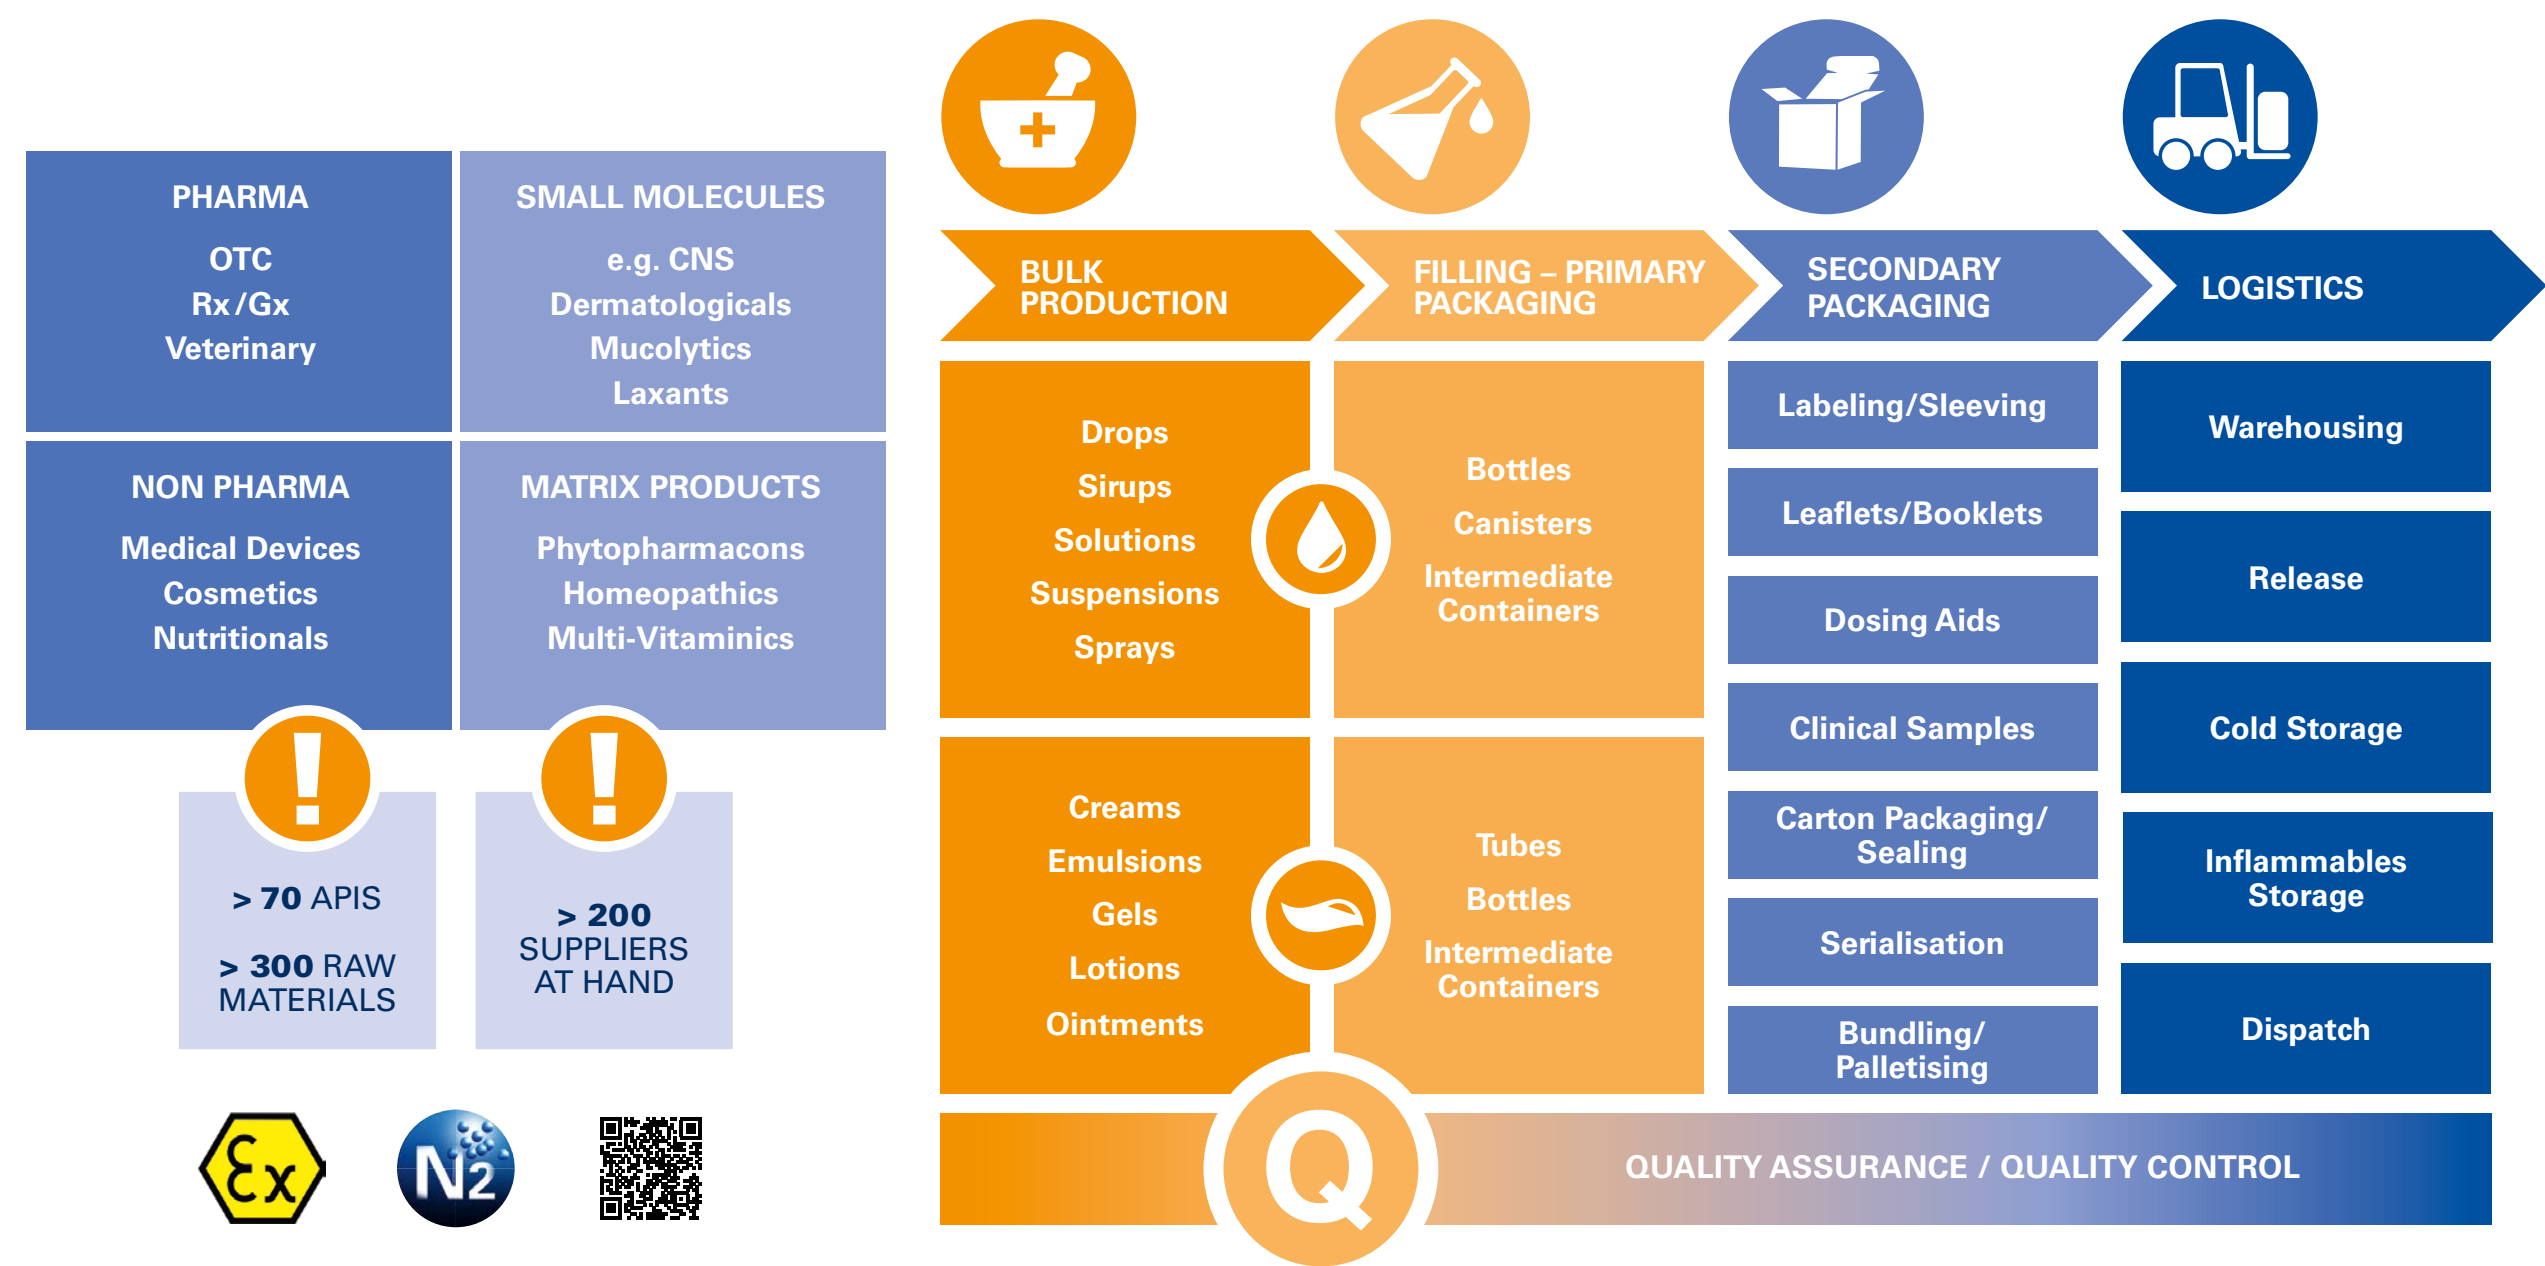 PHARMA
OTC
Rx/Gx
Veterinary
SMALL MOLECULES
e.g. CNS
Dermatologicals
Mucolytics
Laxants
NON PHARMA
Medical Devices
Cosmetics
Nutritionals
MATRIX PRODUCTS
Phytopharmacons
Homeopathics
Multi-Vitaminics
!
> 70 APIS
> 300 RAW
MATERIALS
!
> 200
SUPPLIERS
AT HAND
Ex
N2
BULK
PRODUCTION
Drops
Sirups
Solutions
Suspensions
Sprays
Creams
Emulsions
Gels
Lotions
Ointments
FILLING – PRIMARY
PACKAGING
Bottles
Canisters
Intermediate
Containers
Tubes
Bottles
Intermediate
Containers
SECONDARY
PACKAGING
Labeling/Sleeving
Leaflets/Booklets
Dosing Aids
Clinical Samples
Carton Packaging/
Sealing
Serialisation
Bundling/
Palletising
LOGISTICS
Warehousing
Release
Cold Storage
Inflammables
Storage
Dispatch
Q
QUALITY ASSURANCE / QUALITY CONTROL